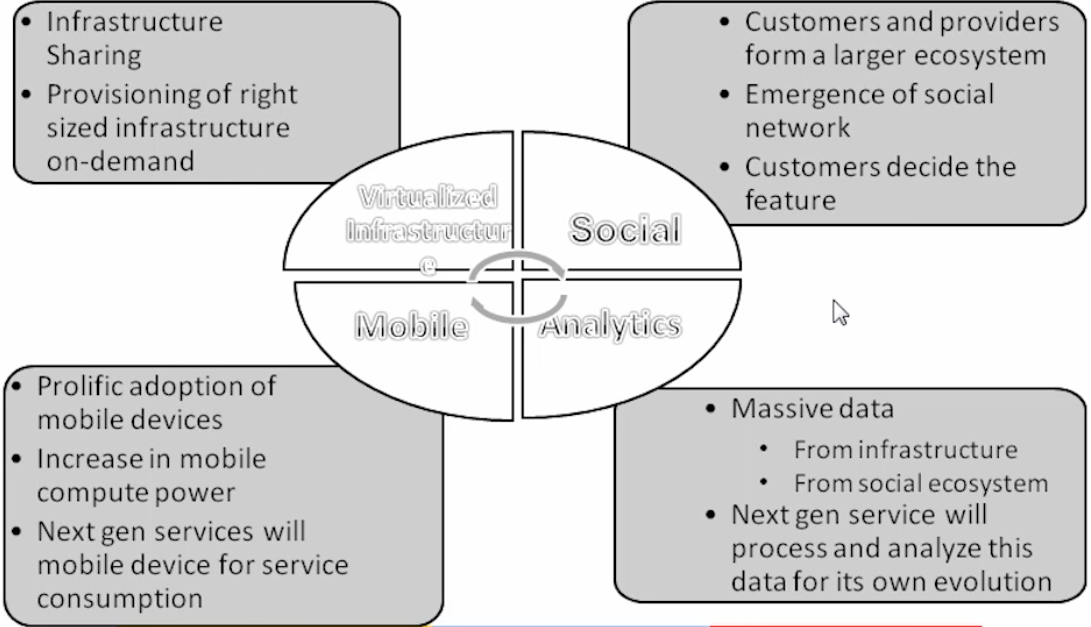 • Infrastructure
Sharing
• Provisioning of right
sized infrastructure
on-demand
• Customers and providers
form a larger ecosystem
• Emergence of social
network
• Customers decide the
feature
Virtualized
Infrastructur
e
Social
Mobile
Analytics
• Prolific adoption of
mobile devices
• Increase in mobile
compute power
• Next gen services will
mobile device for service
consumption
• Massive data
• From infrastructure
• From social ecosystem
• Next gen service will
process and analyze this
data for its own evolution